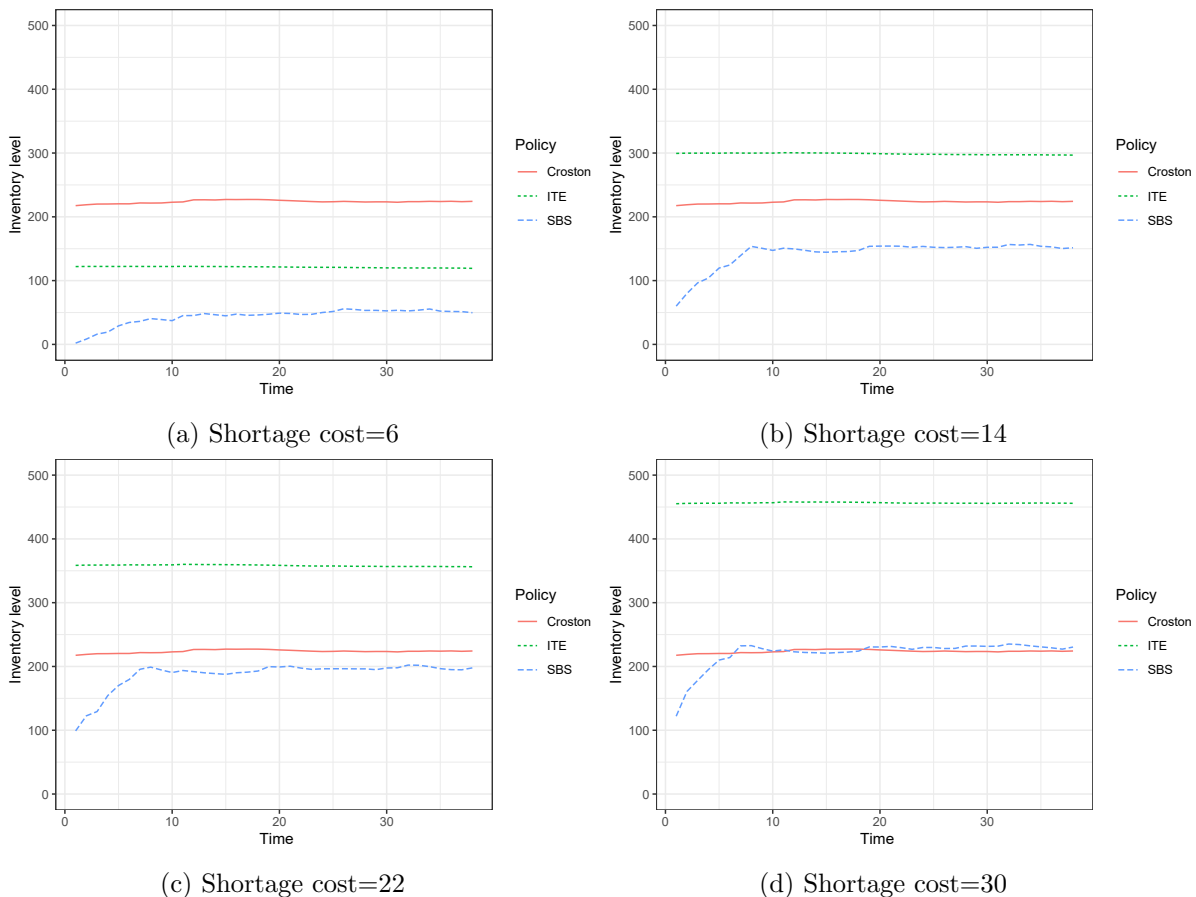 500
400
300
200
100
0
Inventory level
0
10
20
30
Time
Policy
Croston
ITE
SBS
(a) Shortage cost=6
500
400
300
200
100
0
Inventory level
0
10
20
30
Time
Policy
Croston
ITE
SBS
(b) Shortage cost=14
500
400
300
200
100
0
Inventory level
0
10
20
30
Time
Policy
Croston
ITE
SBS
(c) Shortage cost=22
500
400
300
200
100
0
Inventory level
0
10
20
30
Time
Policy
Croston
ITE
SBS
(d) Shortage cost=30